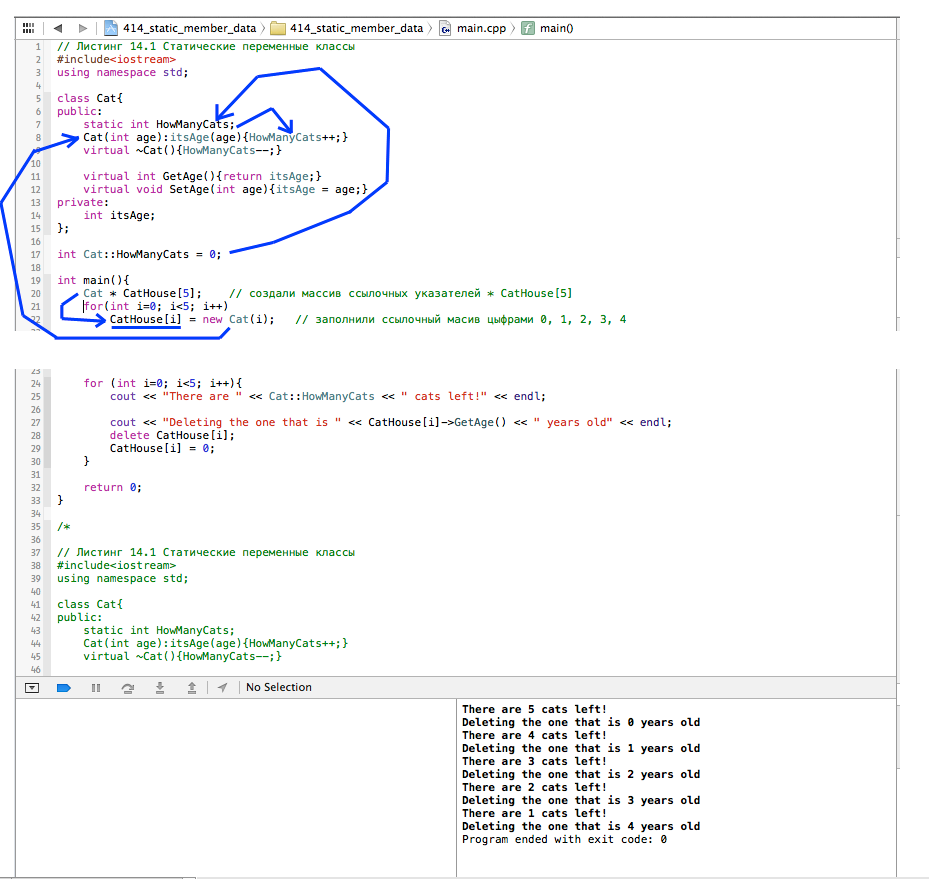 414_static_member_data 〉 414_static_member_data 〉 main.cpp 〉 main()
1 // Листинг 14.1 Статические переменные классы
2 #include<iostream>
3 using namespace std;
4
5 class Cat{
6 public:
7 static int HowManyCats;
8 Cat(int age):itsAge(age){HowManyCats++;}
9 virtual ~Cat(){HowManyCats--;}
10
11 virtual int GetAge(){return itsAge;}
12 virtual void SetAge(int age){itsAge = age;}
13 private:
14 int itsAge;
15 };
16
17 int Cat::HowManyCats = 0;
18
19 int main(){
20 Cat * CatHouse[5]; // создали массив ссылочных указателей * CatHouse[5]
21 for(int i=0; i<5; i++)
22 CatHouse[i] = new Cat(i); // заполнили ссылочный масив цыфрами 0, 1, 2, 3, 4
23
24 for (int i=0; i<5; i++){
25 cout << "There are " << Cat::HowManyCats << " cats left!" << endl;
26
27 cout << "Deleting the one that is " << CatHouse[i]->GetAge() << " years old" << endl;
28 delete CatHouse[i];
29 CatHouse[i] = 0;
30 }
31
32 return 0;
33 }
34
35 /*
36
37 // Листинг 14.1 Статические переменные классы
38 #include<iostream>
39 using namespace std;
40
41 class Cat{
42 public:
43 static int HowManyCats;
44 Cat(int age):itsAge(age){HowManyCats++;}
45 virtual ~Cat(){HowManyCats--;}
46
No Selection
There are 5 cats left!
Deleting the one that is 0 years old
There are 4 cats left!
Deleting the one that is 1 years old
There are 3 cats left!
Deleting the one that is 2 years old
There are 2 cats left!
Deleting the one that is 3 years old
There are 1 cats left!
Deleting the one that is 4 years old
Program ended with exit code: 0